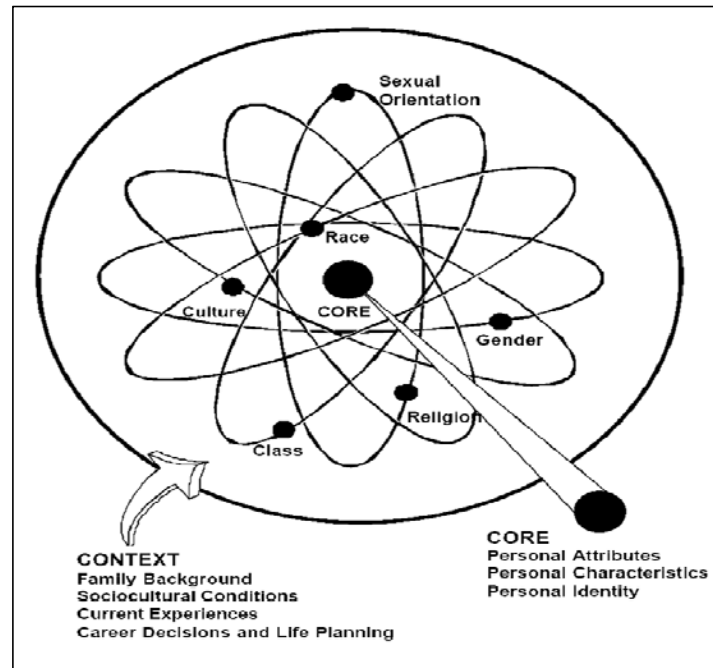 Sexual
Orientation
Race
Culture
CORE
Gender
Religion
Class
CONTEXT
Family Background
Sociocultural Conditions
Current Experiences
Career Decisions and Life Planning
CORE
Personal Attributes
Personal Characteristics
Personal Identity